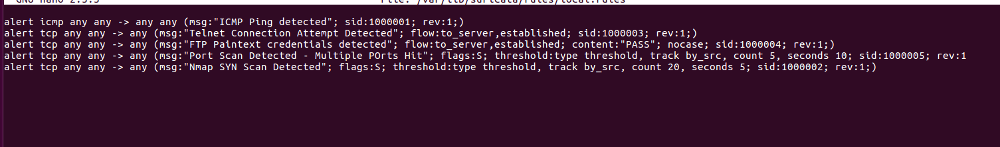 GNU nano 2.5.3 File: /var/lib/suricata/rules/local.rules
alert icmp any any -> any any (msg:"ICMP Ping detected"; sid:1000001; rev:1;)
alert tcp any any -> any (msg:"Telnet Connection Attempt Detected"; flow:to_server,established; sid:1000003; rev:1;)
alert tcp any any -> any (msg:"FTP Paintext credentials detected"; flow:to_server,established; content:"PASS"; nocase; sid:1000004; rev:1;)
alert tcp any any -> any (msg:"Port Scan Detected - Multiple POrts Hit"; flags:S; threshold:type threshold, track by_src, count 5, seconds 10; sid:1000005; rev:1
alert tcp any any -> any (msg:"Nmap SYN Scan Detected"; flags:S; threshold:type threshold, track by_src, count 20, seconds 5; sid:1000002; rev:1;)